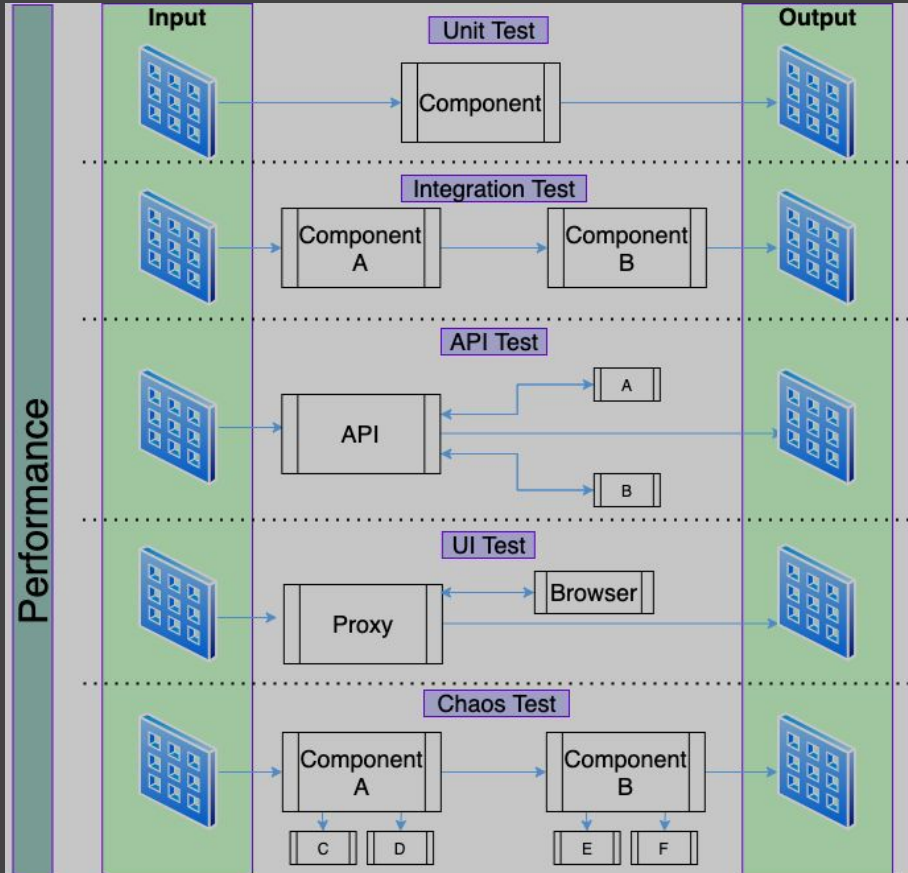 Input
Output
Performance
Unit Test
Component
Integration Test
Component
A
Component
B
API Test
API
A
B
UI Test
Proxy
Browser
Chaos Test
Component
A
Component
B
C
D
E
F